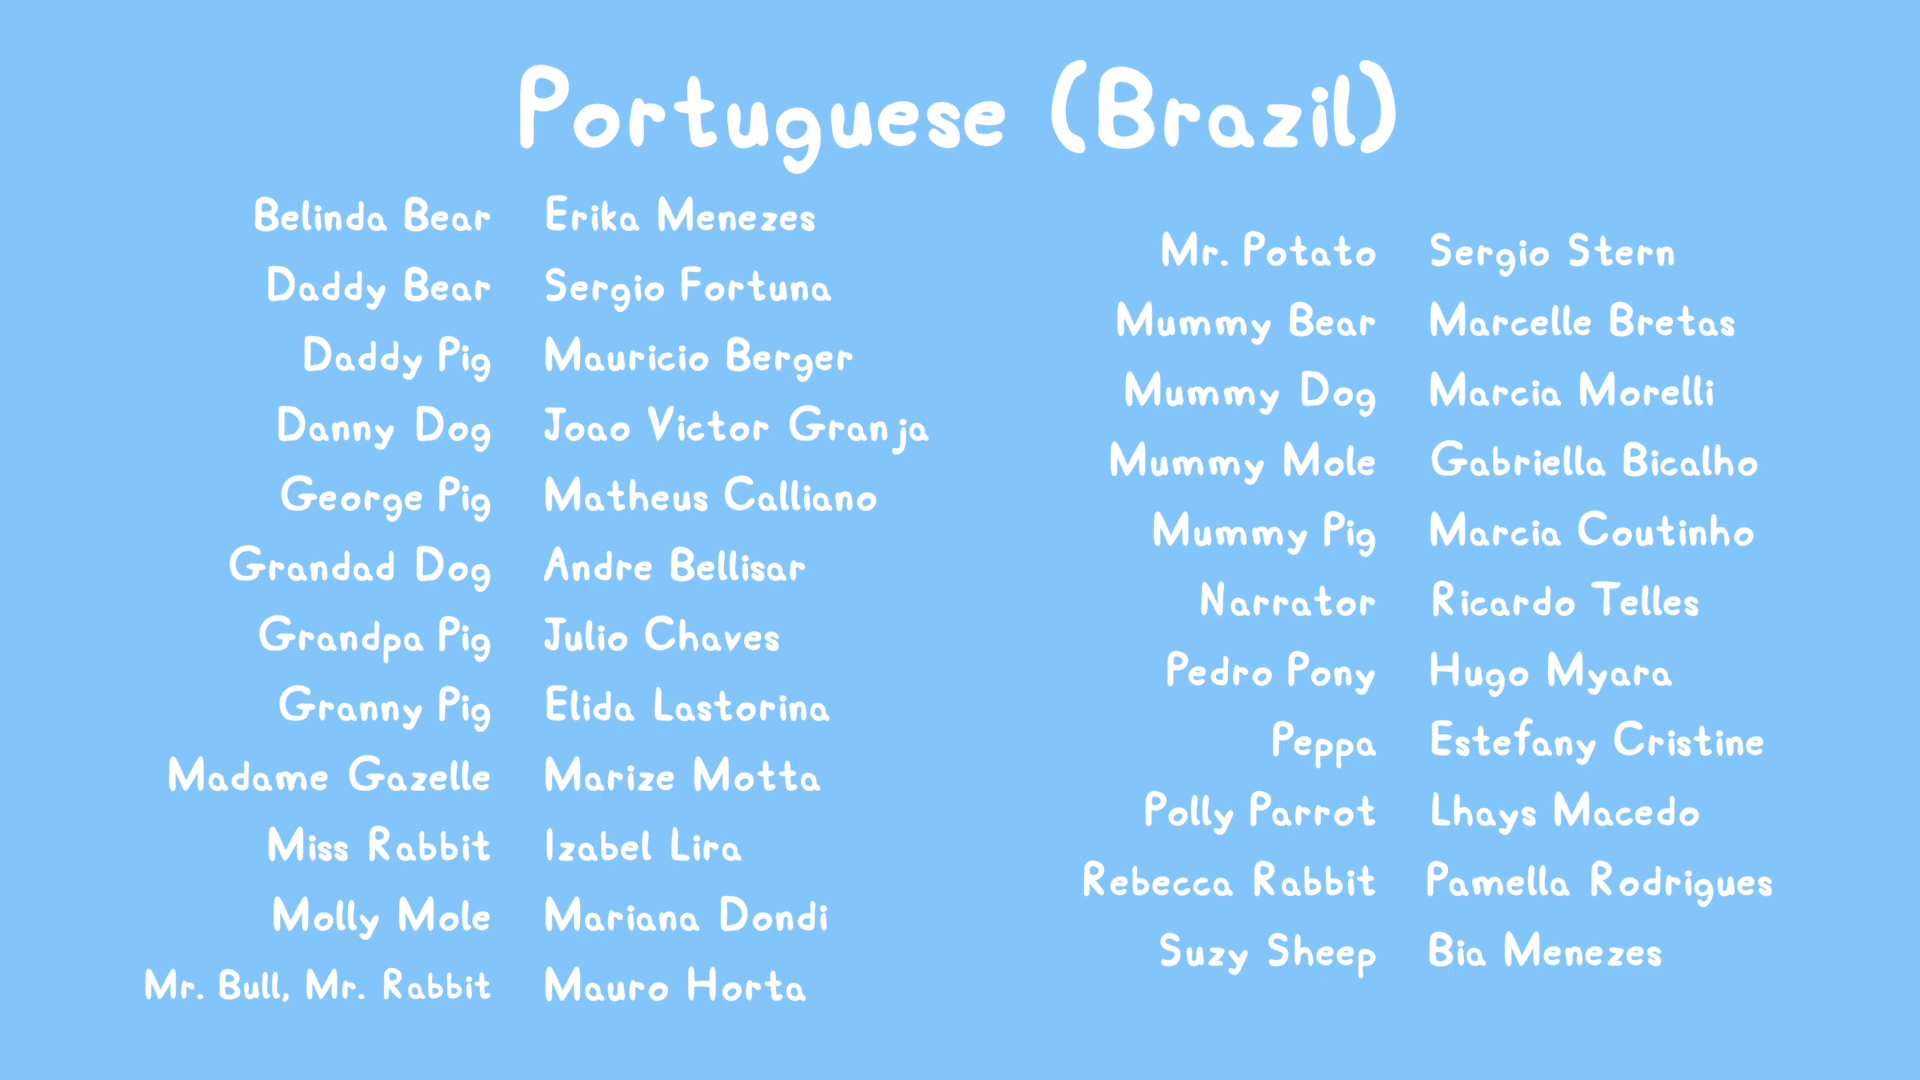 Portuguese (Brazil)
Belinda Bear Erika Menezes
Daddy Bear Sergio Fortuna
Daddy Pig Mauricio Berger
Danny Dog Joao Victor Granja
George Pig Matheus Calliano
Grandad Dog Andre Bellisar
Grandpa Pig Julio Chaves
Granny Pig Elida Lastorina
Madame Gazelle Marize Motta
Miss Rabbit Izabel Lira
Molly Mole Mariana Dondi
Mr. Bull, Mr. Rabbit Mauro Horta
Mr. Potato Sergio Stern
Mummy Bear Marcelle Bretas
Mummy Dog Marcia Morelli
Mummy Mole Gabriella Bicalho
Mummy Pig Marcia Coutinho
Narrator Ricardo Telles
Pedro Pony Hugo Myara
Peppa Estefany Cristine
Polly Parrot Lhays Macedo
Rebecca Rabbit Pamella Rodrigues
Suzy Sheep Bia Menezes